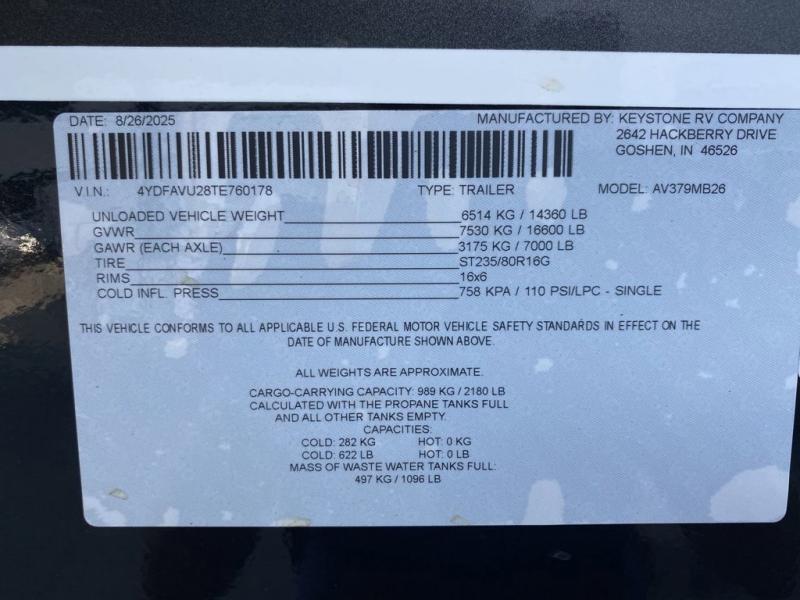 DATE: 8/26/2025 MANUFACTURED BY: KEYSTONE RV COMPANY
2642 HACKBERRY DRIVE
GOSHEN, IN 46526
V.I.N.: 4YDFAVU28TE760178 TYPE: TRAILER MODEL: AV379MB26
UNLOADED VEHICLE WEIGHT 6514 KG / 14360 LB
GVWR 7530 KG / 16600 LB
GAWR (EACH AXLE) 3175 KG / 7000 LB
TIRE ST235/80R16G
RIMS 16x6
COLD INFL. PRESS 758 KPA / 110 PSI/LPC - SINGLE
THIS VEHICLE CONFORMS TO ALL APPLICABLE U.S. FEDERAL MOTOR VEHICLE SAFETY STANDARDS IN EFFECT ON THE
DATE OF MANUFACTURE SHOWN ABOVE.
ALL WEIGHTS ARE APPROXIMATE.
CARGO-CARRYING CAPACITY: 989 KG / 2180 LB
CALCULATED WITH THE PROPANE TANKS FULL
AND ALL OTHER TANKS EMPTY.
CAPACITIES:
COLD: 282 KG HOT: 0 KG
COLD: 622 LB HOT: 0 LB
MASS OF WASTE WATER TANKS FULL:
497 KG / 1096 LB